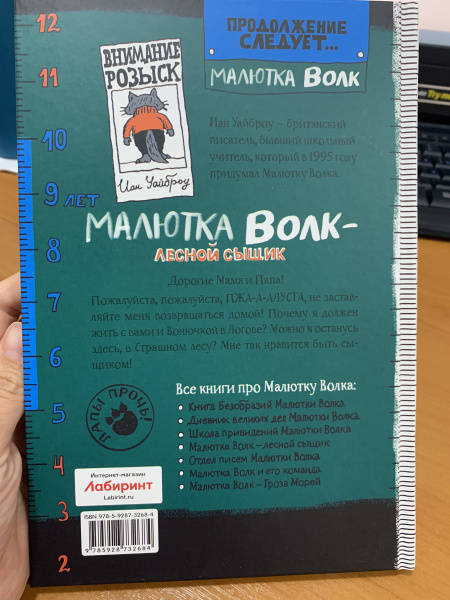 12
11
10
9 ЛЕТ
8
7
6
5
4
3
2
ПРОДОЛЖЕНИЕ
СЛЕДУЕТ...
МАЛЮТКА ВОЛК
ВНИМАНИЕ
РОЗЫСК
Иан Уайброу
Иан Уайброу – британский
писатель, бывший школьный
учитель, который в 1995 году
придумал Малютку Волка.
МАЛЮТКА ВОЛК–
ЛЕСНОЙ СЫЩИК
Дорогие Мамя и Папа!
Пожалуйста, пожалуйста, ПЖА-А-АЛУСТА, не застав-
ляйте меня возвращаться домой! Почему я должен
жить с вами и Вонючкой в Логове? Можно я останусь
здесь, в Страшном лесу? Мне так нравится быть сы-
щиком!
ЛАПЫ ПРОЧЬ!
Все книги про Малютку Волка:
• Книга Безобразий Малютки Волка
• Дневник великих дел Малютки Волка
• Школа привидений Малютки Волка
• Малютка Волк – лесной сыщик
• Отдел писем Малютки Волка
• Малютка Волк и его команда
• Малютка Волк – Гроза Морей
Интернет-магазин
Лабиринт
Labirint.ru
ISBN 978-5-9287-3268-4
9 785928 732684